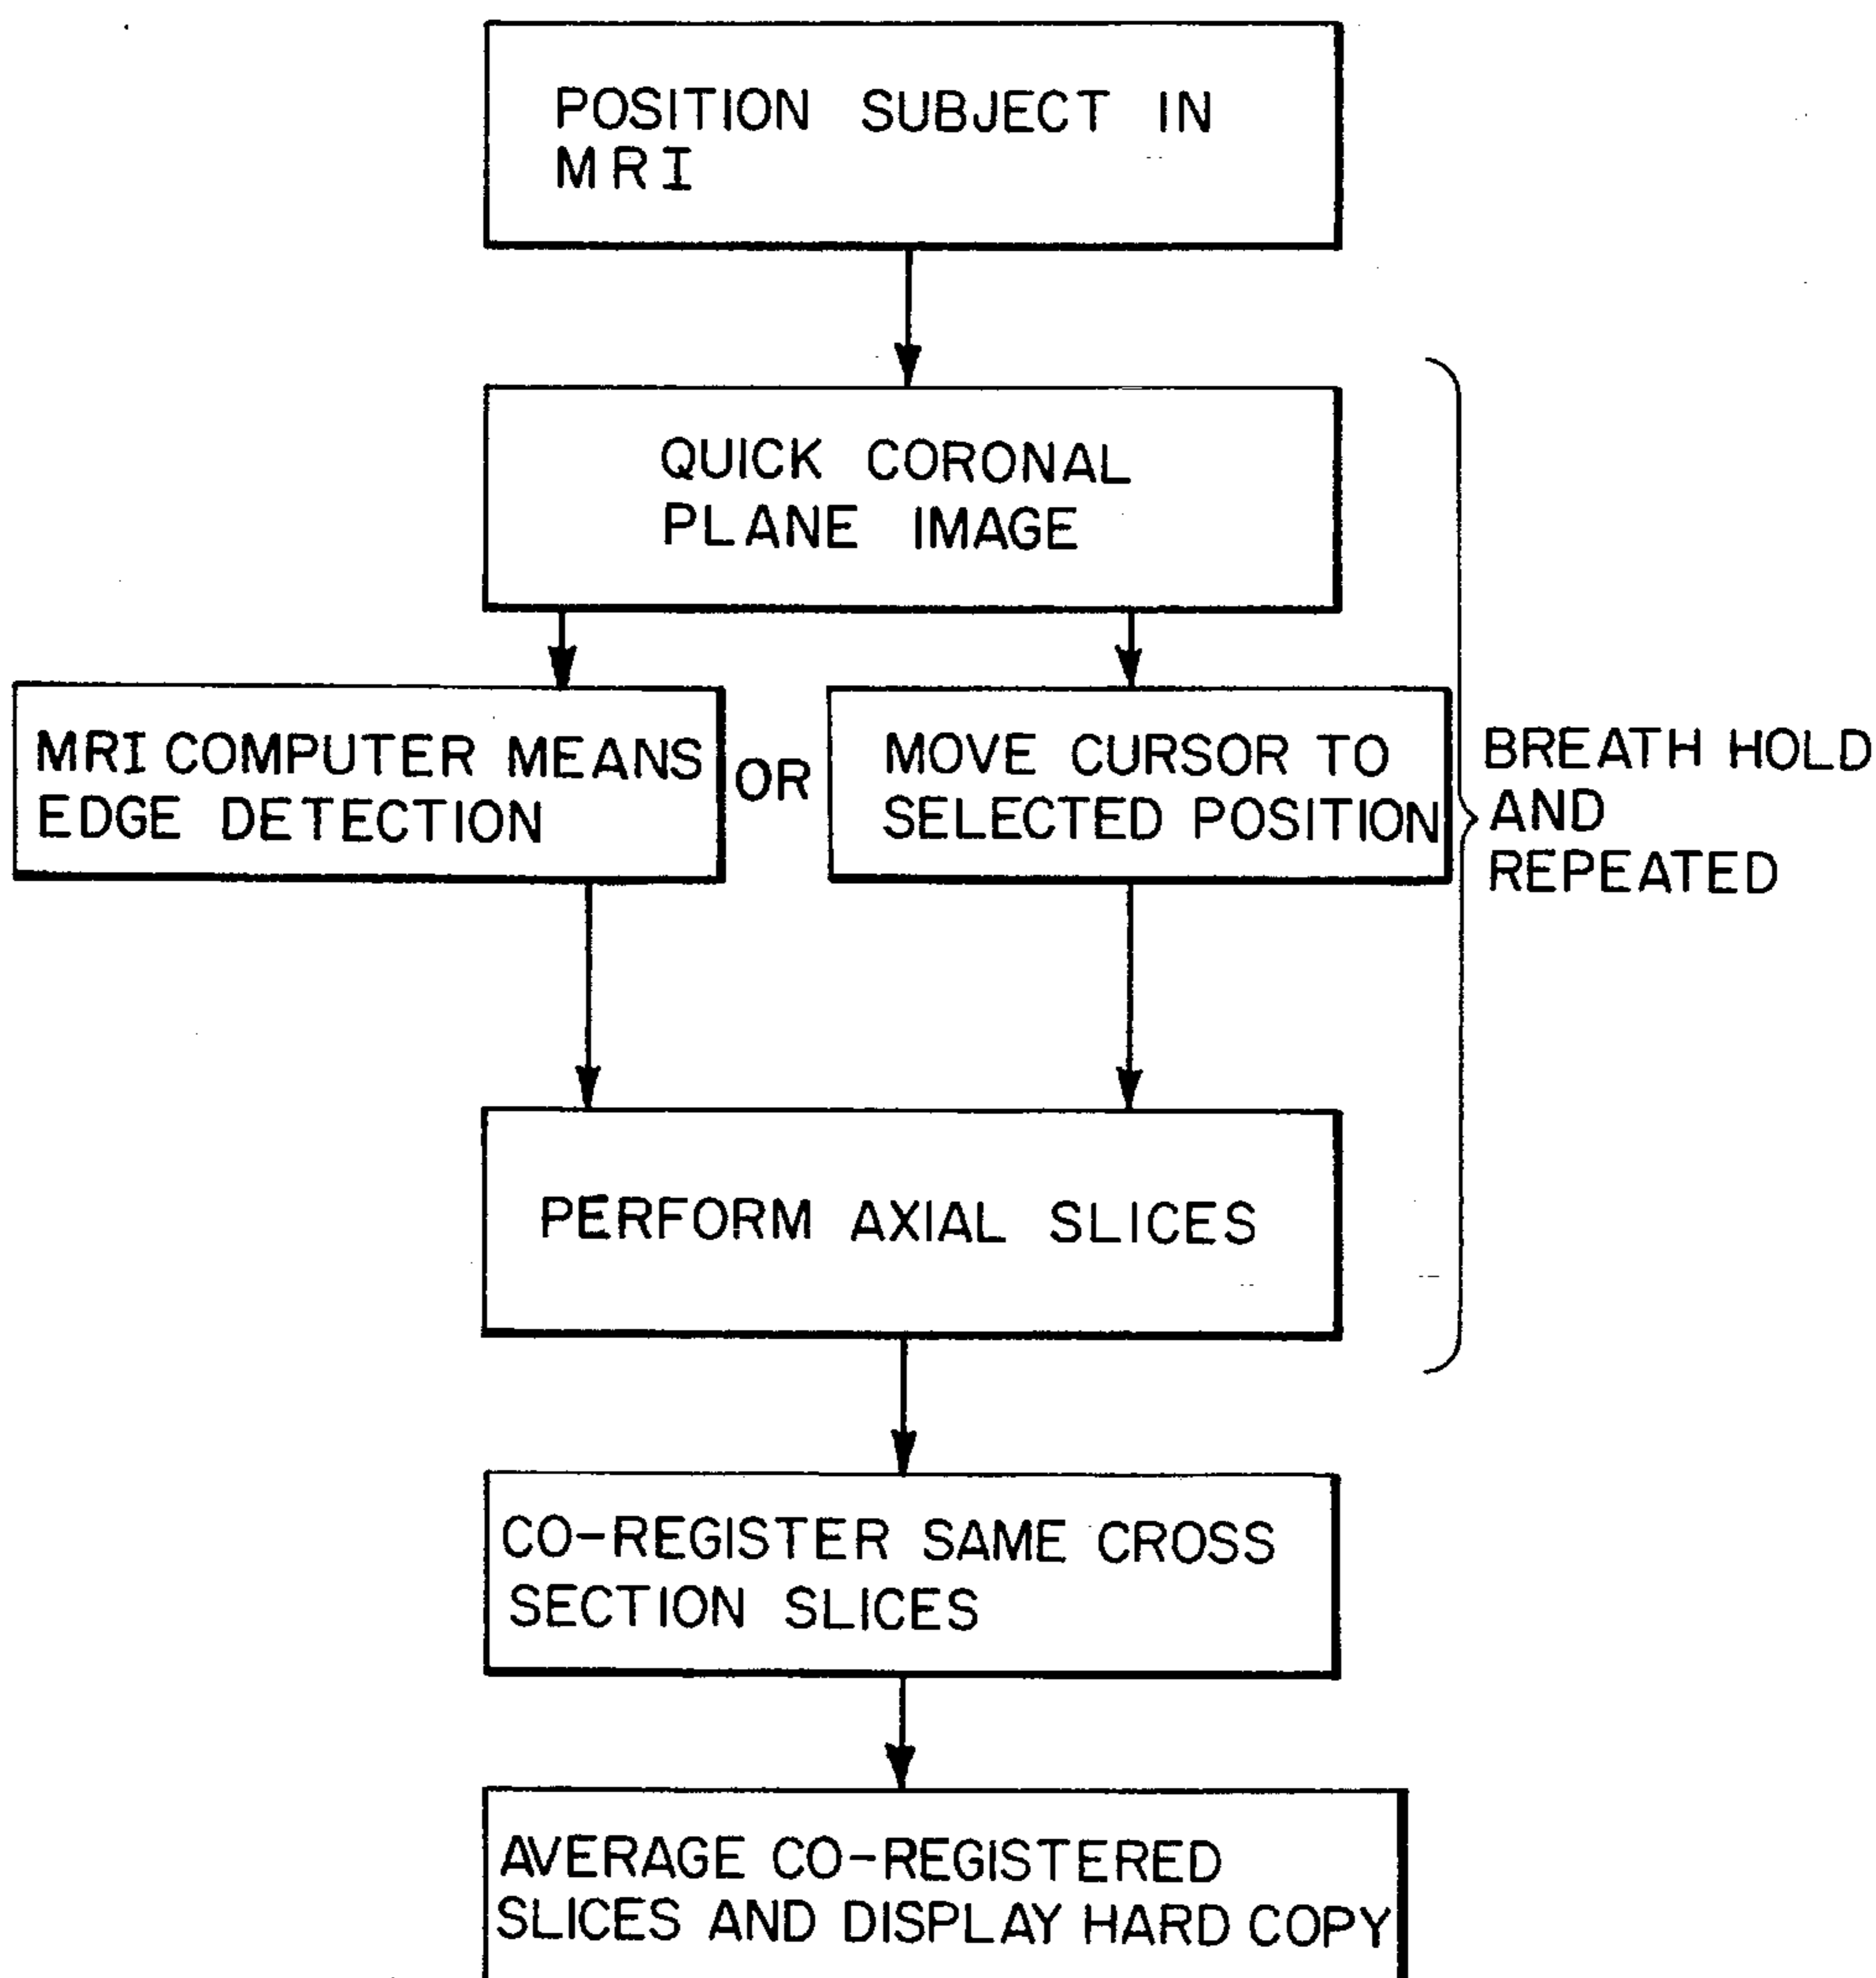 POSITION SUBJECT IN
MRI
QUICK CORONAL
PLANE IMAGE
MRI COMPUTER MEANS
EDGE DETECTION
OR
MOVE CURSOR TO
SELECTED POSITION
BREATH HOLD
AND
REPEATED
PERFORM AXIAL SLICES
CO-REGISTER SAME CROSS
SECTION SLICES
AVERAGE CO-REGISTERED
SLICES AND DISPLAY HARD COPY